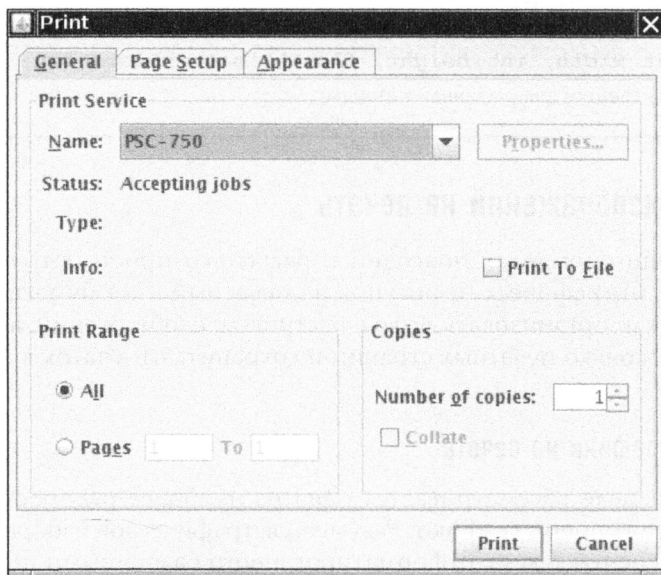 Print
General Page Setup Appearance
Print Service
Name: PSC-750 Properties...
Status: Accepting jobs
Type:
Info: Print To File
Print Range Copies
All Number of copies: 1
Pages 1 To 1 Collate
Print Cancel